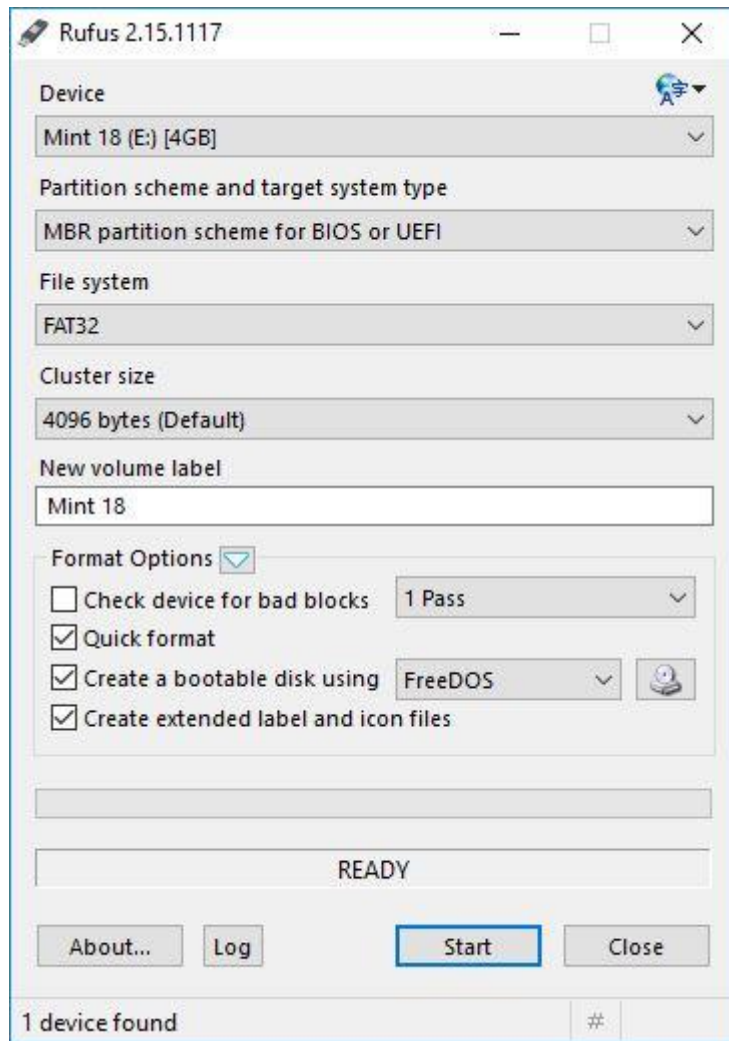 Rufus 2.15.1117
Device
Mint 18 (E:) [4GB]
Partition scheme and target system type
MBR partition scheme for BIOS or UEFI
File system
FAT32
Cluster size
4096 bytes (Default)
New volume label
Mint 18
Format Options
Check device for bad blocks 1 Pass
Quick format
Create a bootable disk using FreeDOS
Create extended label and icon files
READY
About... Log Start Close
1 device found #